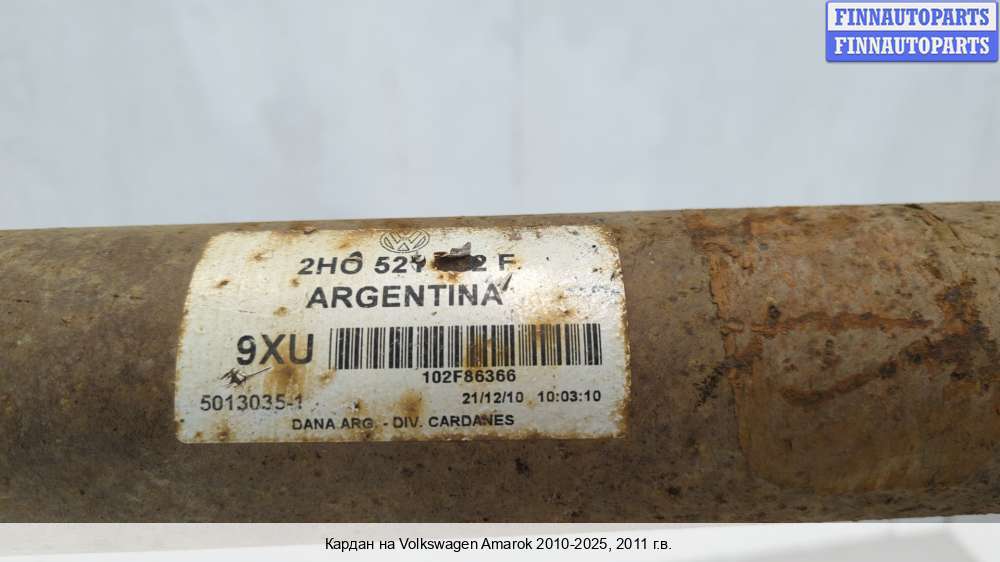 FINNAUTOPARTS
FINNAUTOPARTS
2HO F
ARGENTINA
9XU
102F86366
5013035-1 21/12/10 10:03:10
DANA ARG. - DIV. CARDANES
Кардан на Volkswagen Amarok 2010-2025, 2011 г.в.